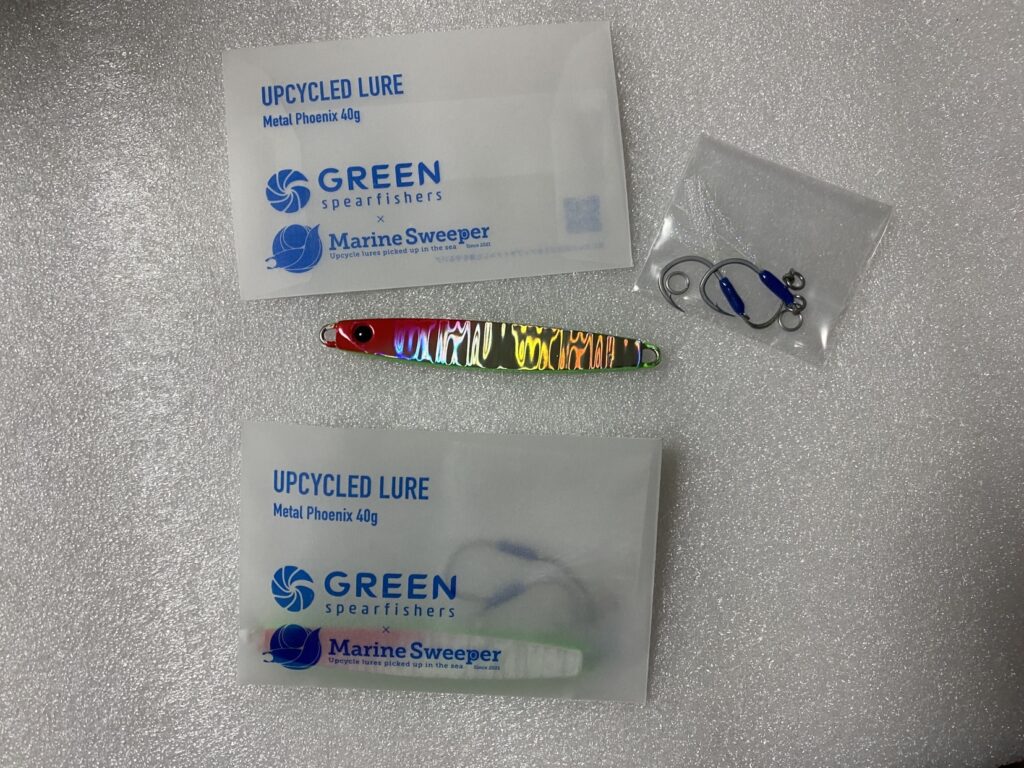 UPCYCLED LURE
Metal Phoenix 40g
GREEN
spearfishers
×
Marine Sweeper
Upcycle lures picked up in the sea Since 2021
UPCYCLED LURE
Metal Phoenix 40g
GREEN
spearfishers
×
Marine Sweeper
Upcycle lures picked up in the sea Since 2021